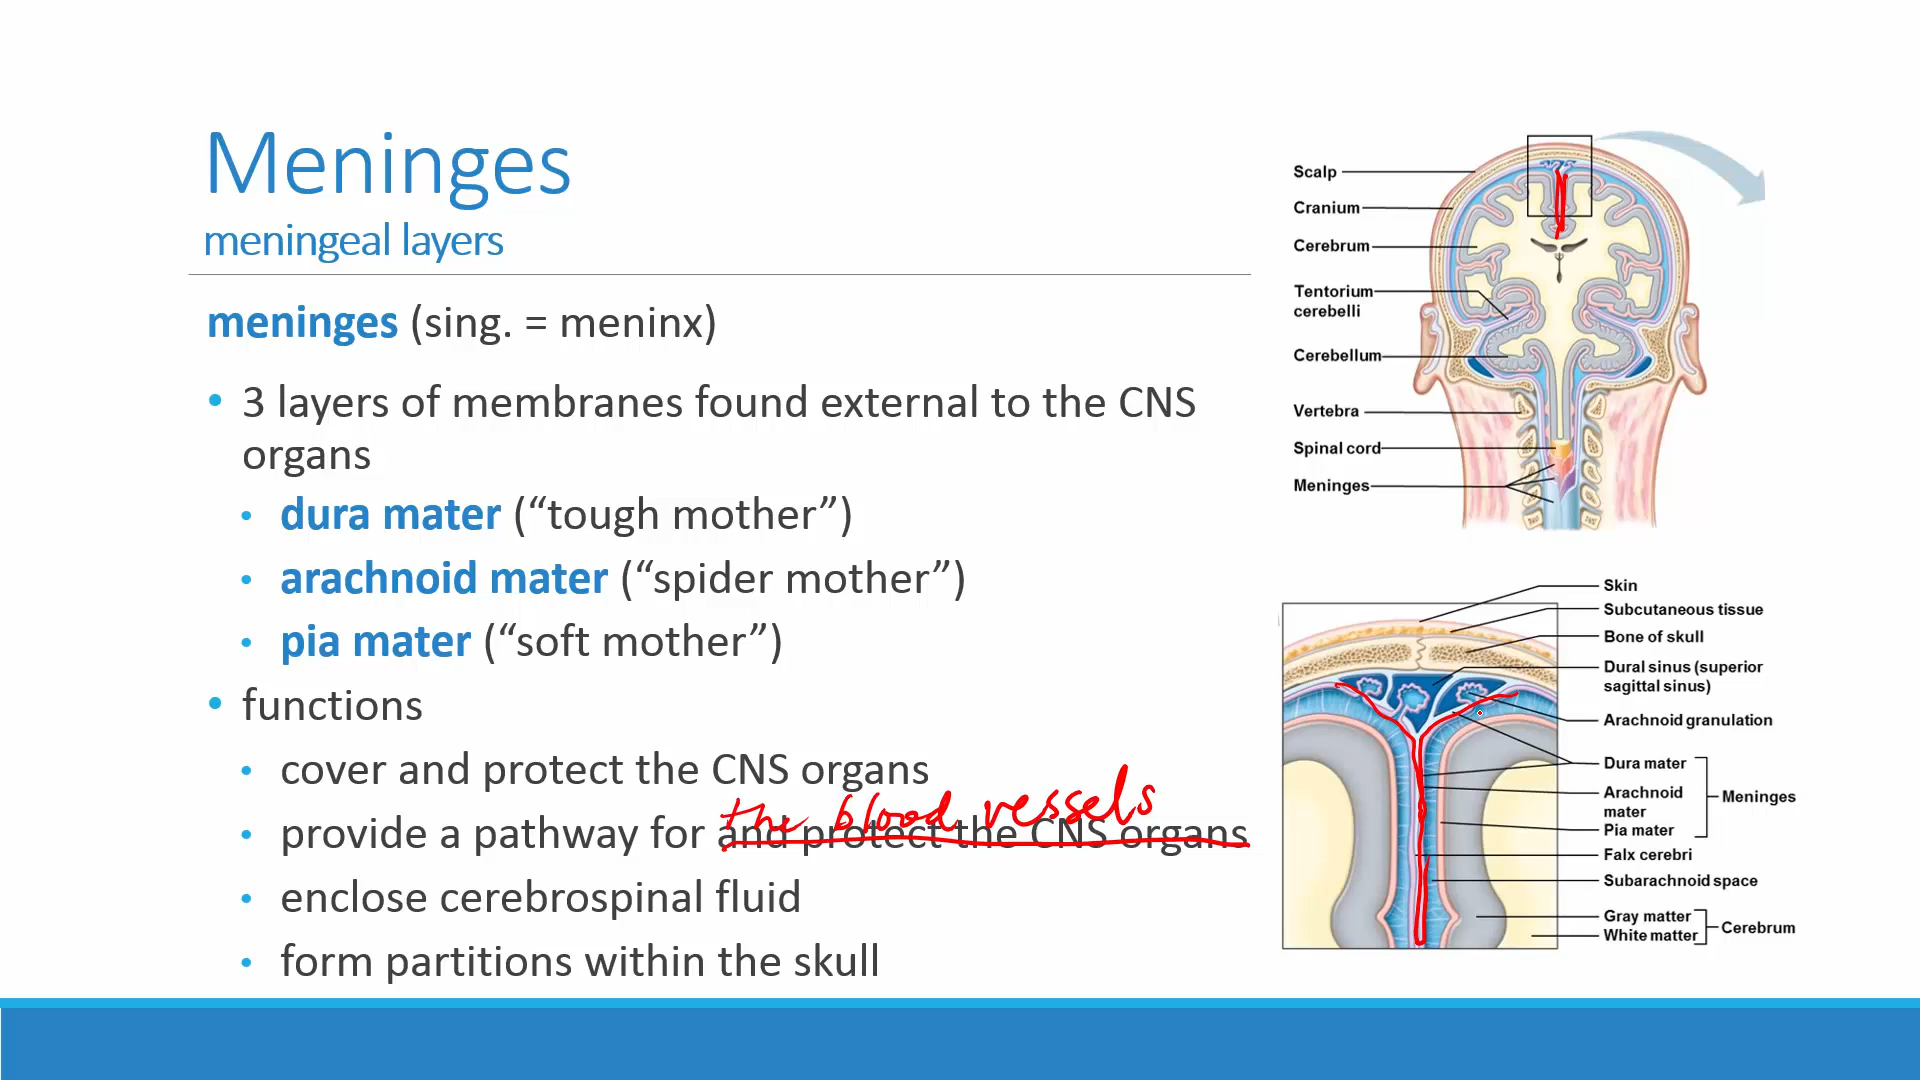 Meninges
meningeal layers
meninges (sing. = meninx)
• 3 layers of membranes found external to the CNS
organs
• dura mater (“tough mother”)
• arachnoid mater (“spider mother”)
• pia mater (“soft mother”)
• functions
• cover and protect the CNS organs
the blood vessels
• provide a pathway for and protect the CNS organs
• enclose cerebrospinal fluid
• form partitions within the skull
Scalp
Cranium
Cerebrum
Tentorium
cerebelli
Cerebellum
Vertebra
Spinal cord
Meninges
Skin
Subcutaneous tissue
Bone of skull
Dural sinus (superior
sagittal sinus)
Arachnoid granulation
Dura mater
Arachnoid
mater
Pia mater
Meninges
Falx cerebri
Subarachnoid space
Gray matter
White matter
Cerebrum